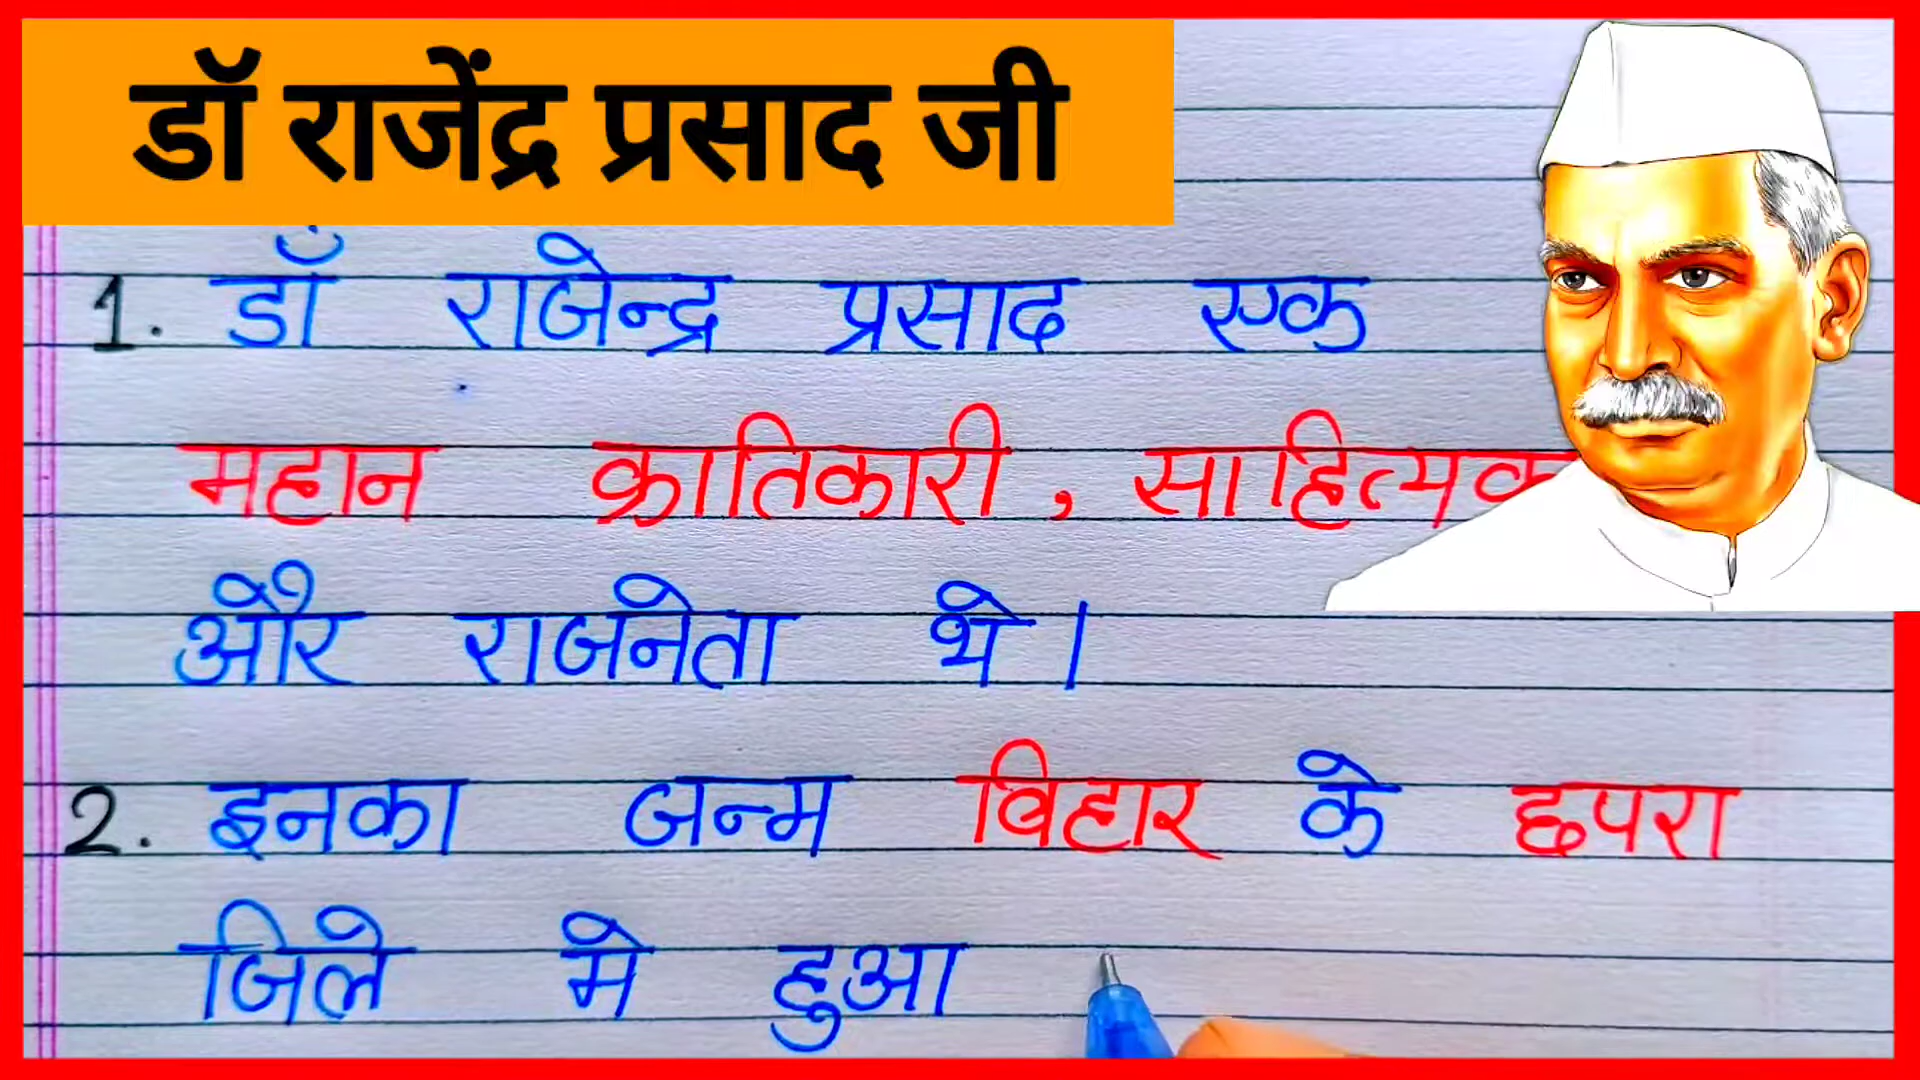 डॉ राजेंद्र प्रसाद जी
1. डॉ राजेन्द्र प्रसाद एक
महान क्रातिकारी, साहित्यक
और राजनेता थे।
2. इनका जन्म बिहार के छपरा
जिले मे हुआ